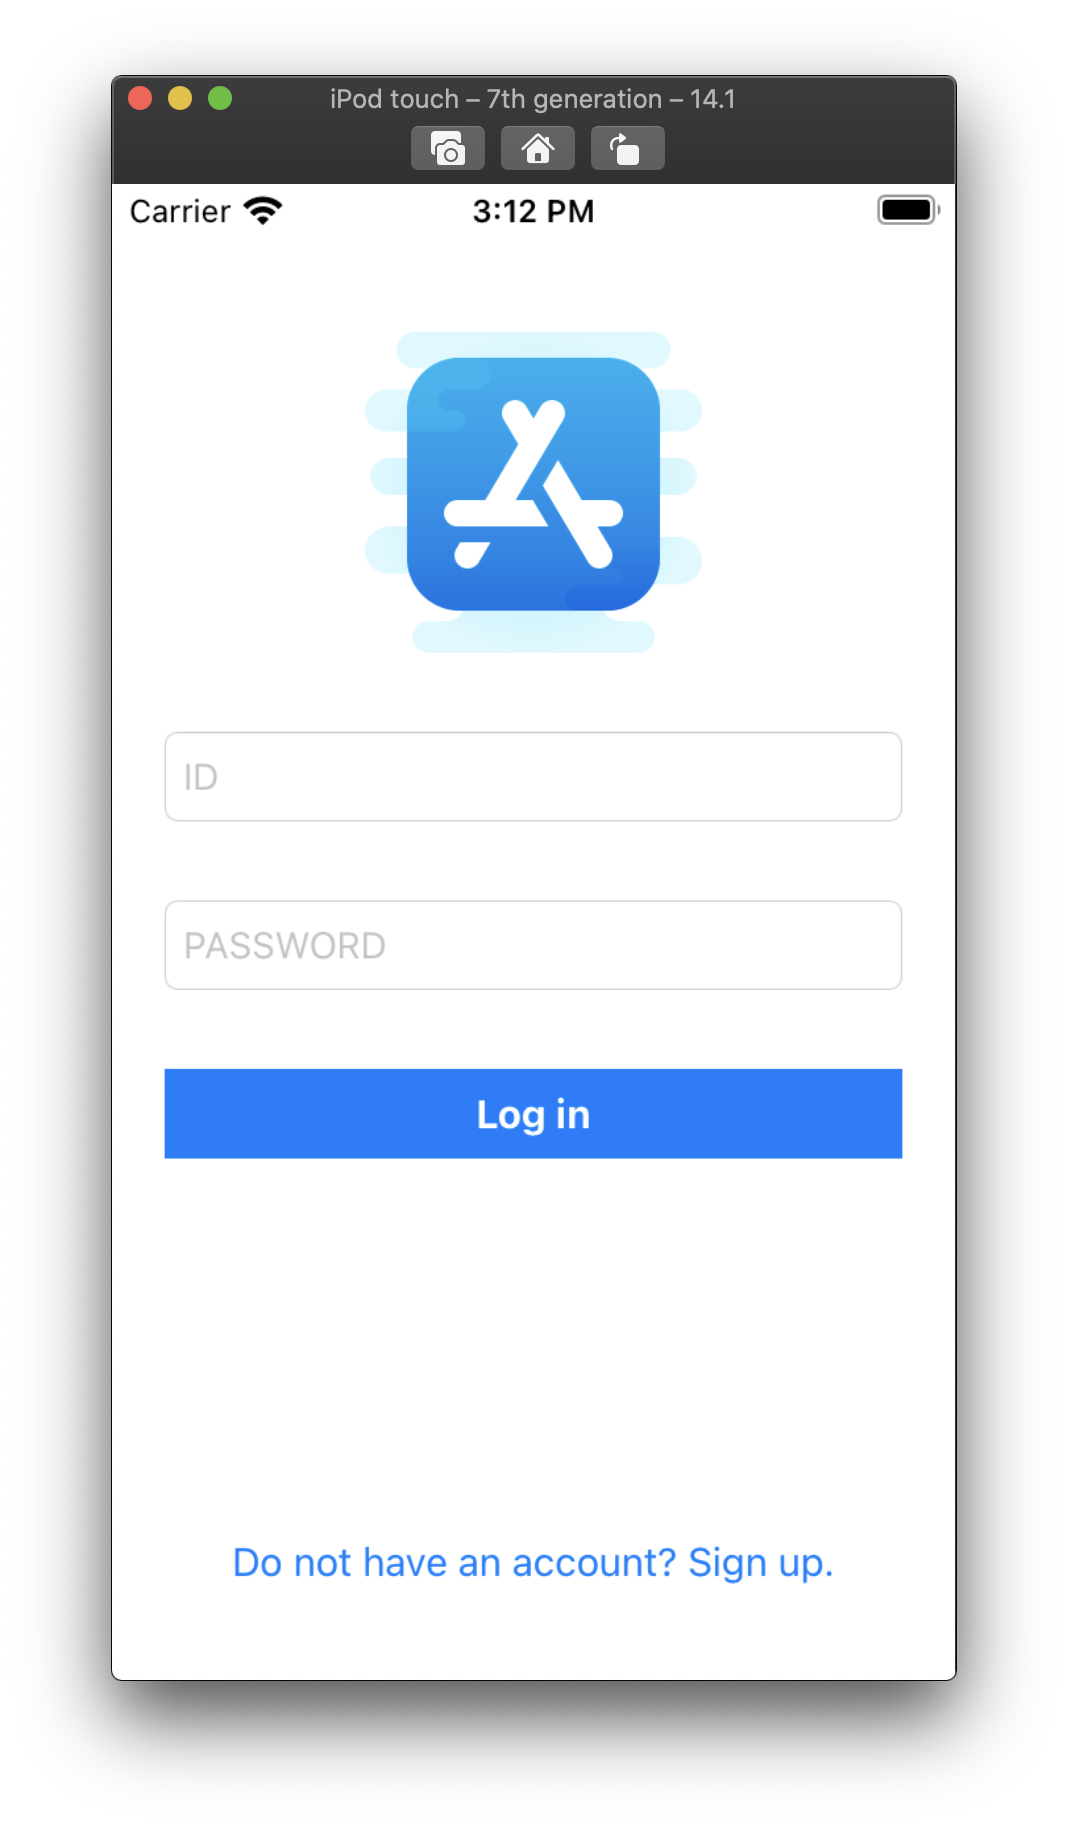 iPod touch – 7th generation – 14.1
Carrier 3:12 PM
ID
PASSWORD
Log in
Do not have an account? Sign up.